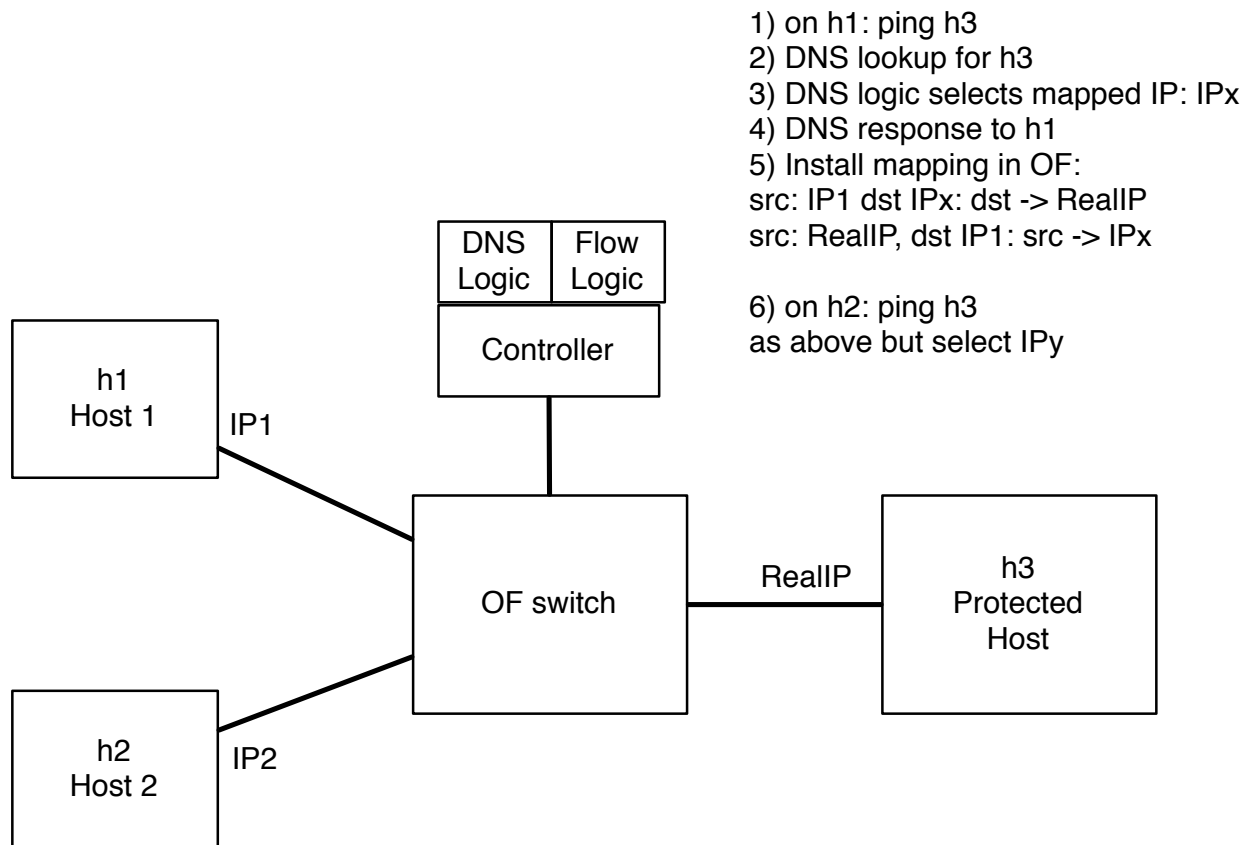 1) on h1: ping h3
2) DNS lookup for h3
3) DNS logic selects mapped IP: IPx
4) DNS response to h1
5) Install mapping in OF:
src: IP1 dst IPx: dst -> RealIP
src: RealIP, dst IP1: src -> IPx
6) on h2: ping h3
as above but select IPy
DNS
Logic
Flow
Logic
Controller
h1
Host 1
IP1
OF switch
RealIP
h3
Protected
Host
h2
Host 2
IP2